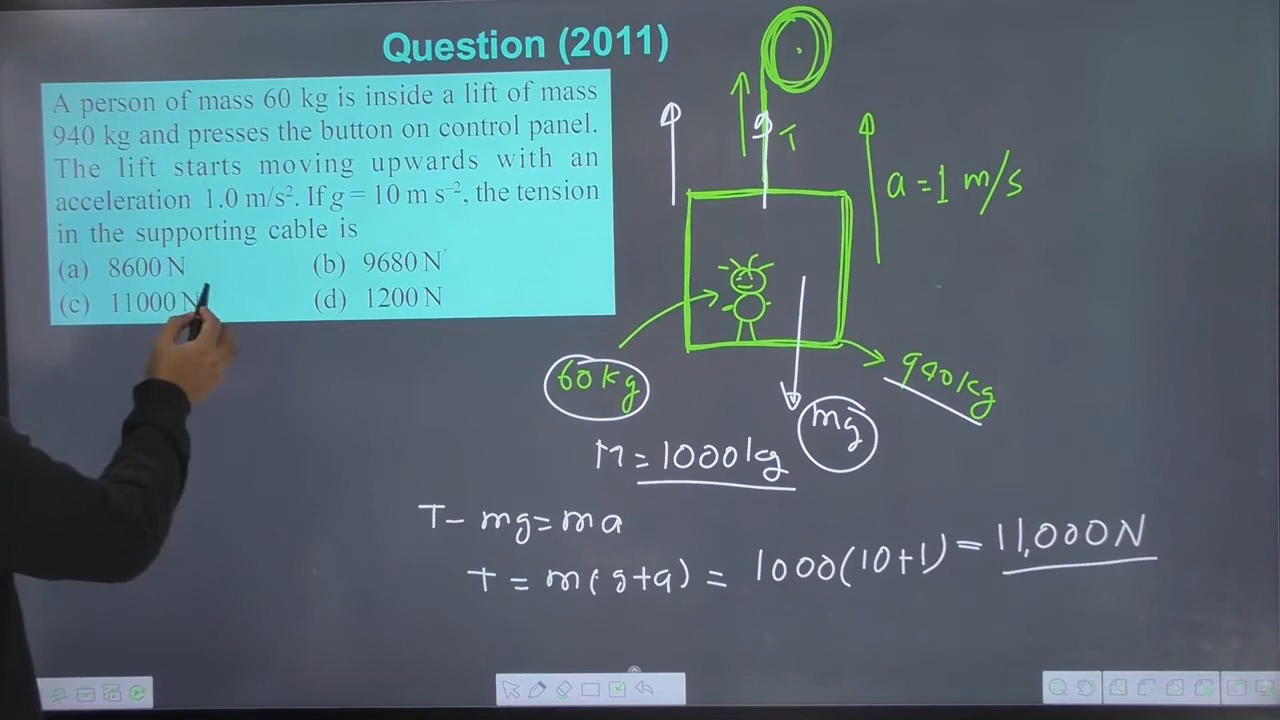 Question (2011)
A person of mass 60 kg is inside a lift of mass
940 kg and presses the button on control panel.
The lift starts moving upwards with an
acceleration 1.0 m/s². If g = 10 m s⁻², the tension
in the supporting cable is
(a) 8600 N (b) 9680 N
(c) 11000 N (d) 1200 N
T
a = 1 m/s
60 kg
940 kg
mg
M = 1000 kg
T - mg = ma
T = m(g+a) = 1000(10+1) = 11,000 N